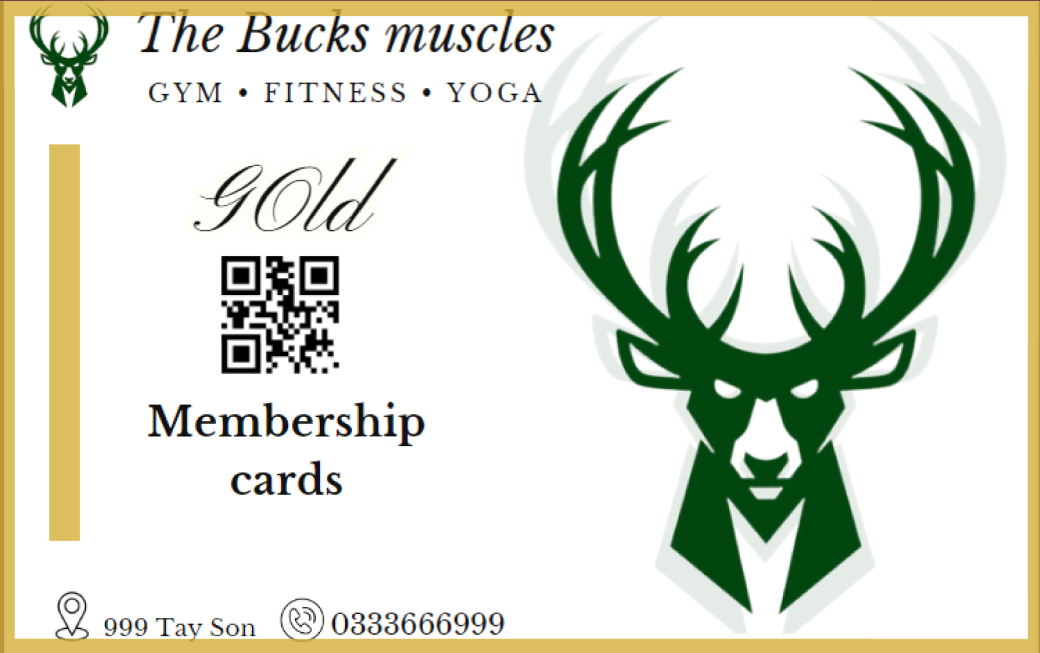 The Bucks muscles
GYM • FITNESS • YOGA
GOld
Membership
cards
999 Tay Son
0333666999